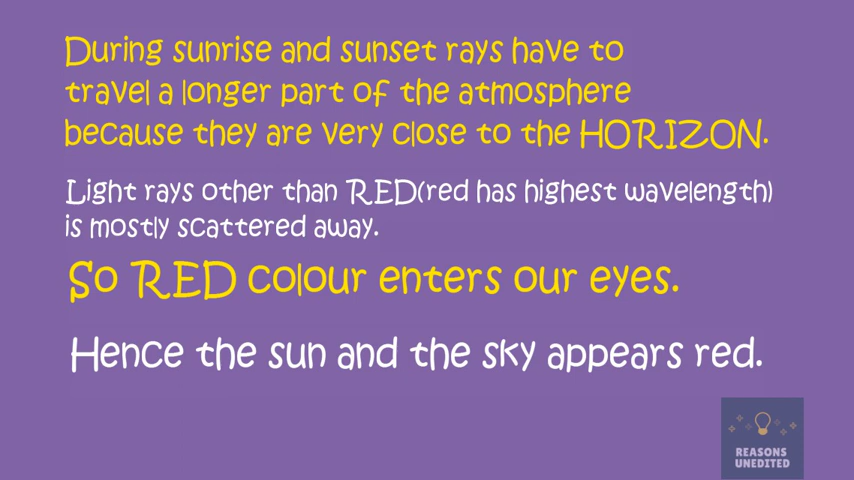 During sunrise and sunset rays have to
travel a longer part of the atmosphere
because they are very close to the HORIZON.
Light rays other than RED(red has highest wavelength)
is mostly scattered away.
So RED colour enters our eyes.
Hence the sun and the sky appears red.
REASONS
UNEDITED